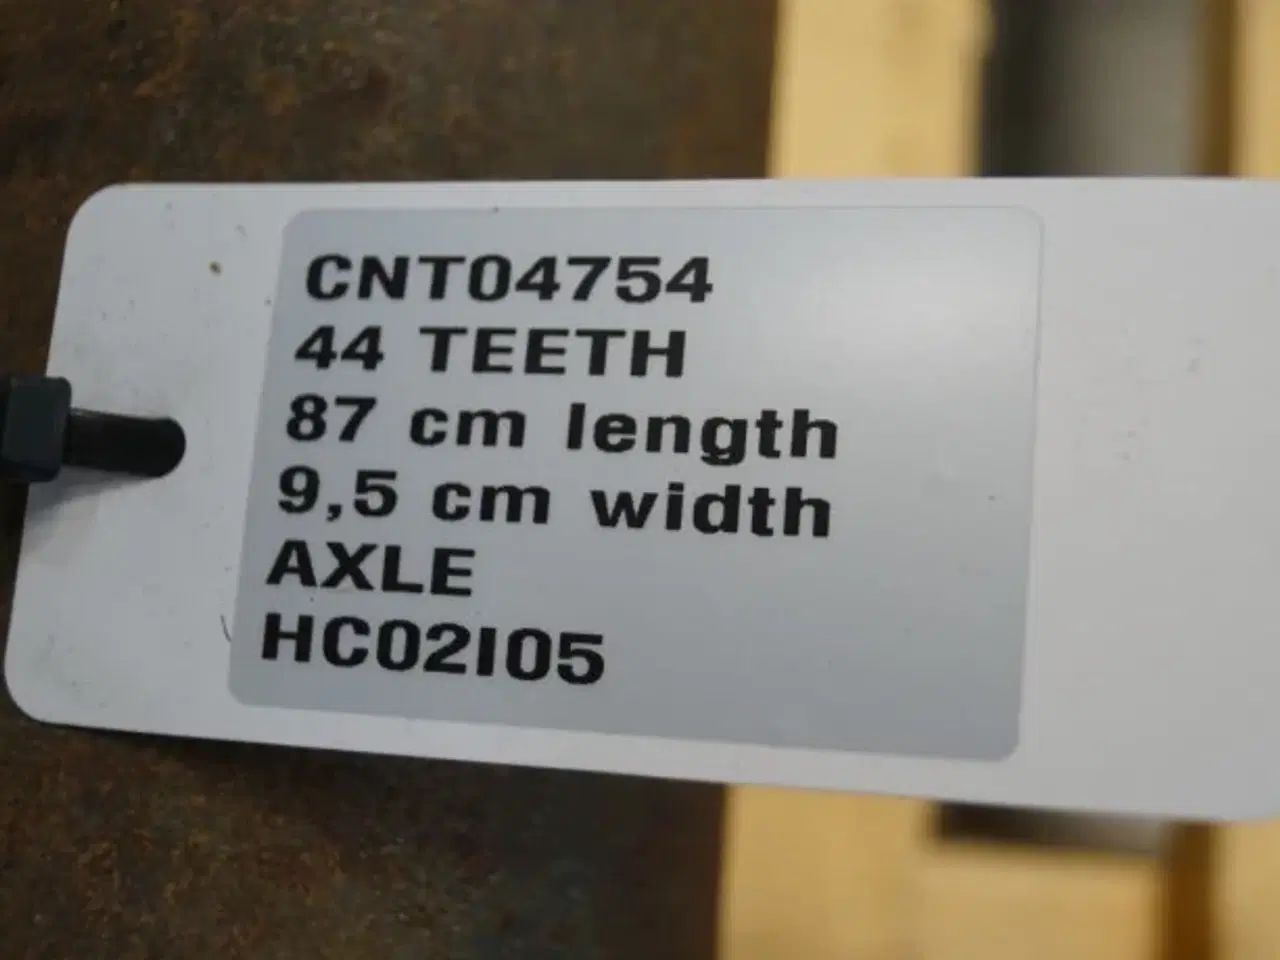 CNT04754
44 TEETH
87 cm length
9,5 cm width
AXLE
HC02I05